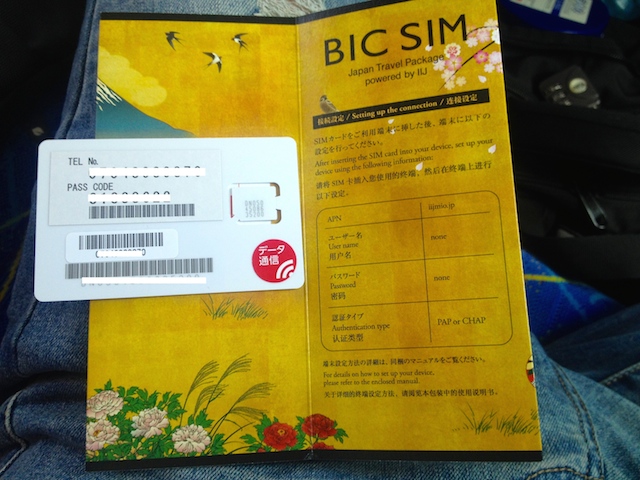 TEL No.
PASS CODE
データ
通信
BIC SIM
Japan Travel Package
powered by IIJ
接続設定 / Setting up the connection / 连接设定
SIMカードをご利用端末に挿した後、端末に以下の
設定を行ってください。
After inserting the SIM card into your device, set up your
device using the following information:
请将 SIM 卡插入您使用的终端，然后在终端上进行
以下设定。
APN iijmio.jp
ユーザー名
User name none
用户名
パスワード
Password none
密码
認証タイプ
Authentication type PAP or CHAP
认证类型
端末設定方法の詳細は、同梱のマニュアルをご覧ください。
For details on how to set up your device,
please refer to the enclosed manual.
关于详细的终端设定方法，请阅览本包装中的使用说明书。